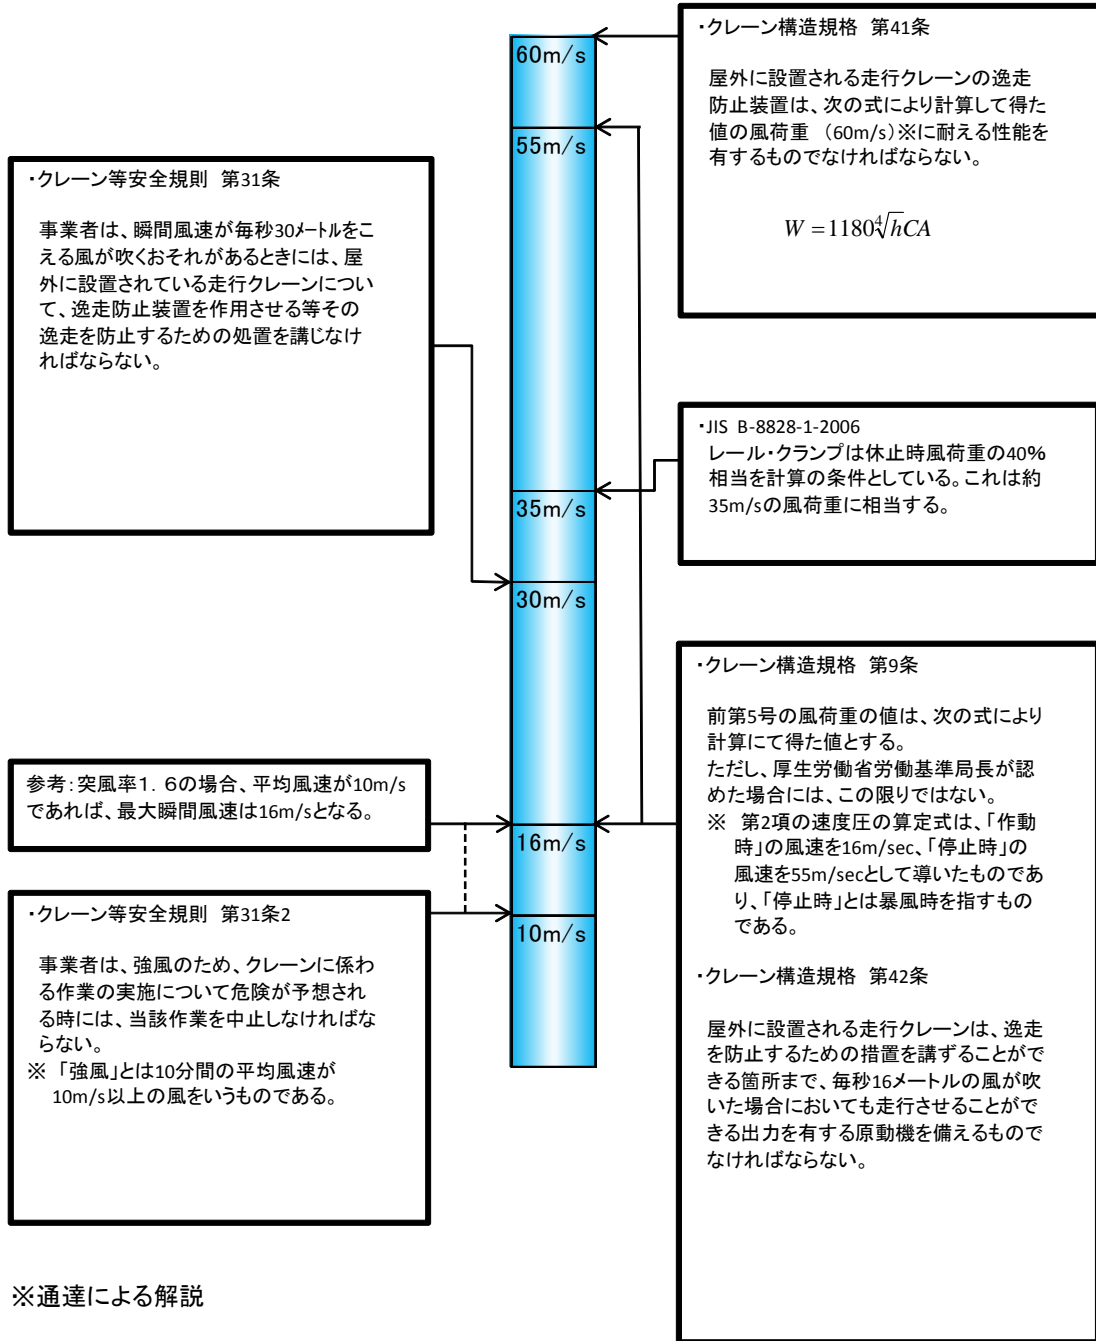 ・クレーン構造規格 第41条
屋外に設置される走行クレーンの逸走
防止装置は、次の式により計算して得た
値の風荷重 （60m/s）※に耐える性能を
有するものでなければならない。
W = 1180∜hCA
60m/s
55m/s
・クレーン等安全規則 第31条
事業者は、瞬間風速が毎秒30メートルをこ
える風が吹くおそれがあるときには、屋
外に設置されている走行クレーンについ
て、逸走防止装置を作用させる等その
逸走を防止するための処置を講じなけ
ればならない。
・JIS B-8828-1-2006
レール・クランプは休止時風荷重の40%
相当を計算の条件としている。これは約
35m/sの風荷重に相当する。
35m/s
30m/s
・クレーン構造規格 第9条
前第5号の風荷重の値は、次の式により
計算にて得た値とする。
ただし、厚生労働省労働基準局長が認
めた場合には、この限りではない。
※ 第2項の速度圧の算定式は、「作動
時」の風速を16m/sec、「停止時」の
風速を55m/secとして導いたものであ
り、「停止時」とは暴風時を指すもの
である。
・クレーン構造規格 第42条
屋外に設置される走行クレーンは、逸走
を防止するための措置を講ずることがで
きる箇所まで、毎秒16メートルの風が吹
いた場合においても走行させることがで
きる出力を有する原動機を備えるもので
なければならない。
参考：突風率1．6の場合、平均風速が10m/s
であれば、最大瞬間風速は16m/sとなる。
16m/s
10m/s
・クレーン等安全規則 第31条2
事業者は、強風のため、クレーンに係わ
る作業の実施について危険が予想され
る時には、当該作業を中止しなければな
らない。
※ 「強風」とは10分間の平均風速が
10m/s以上の風をいうものである。
※通達による解説